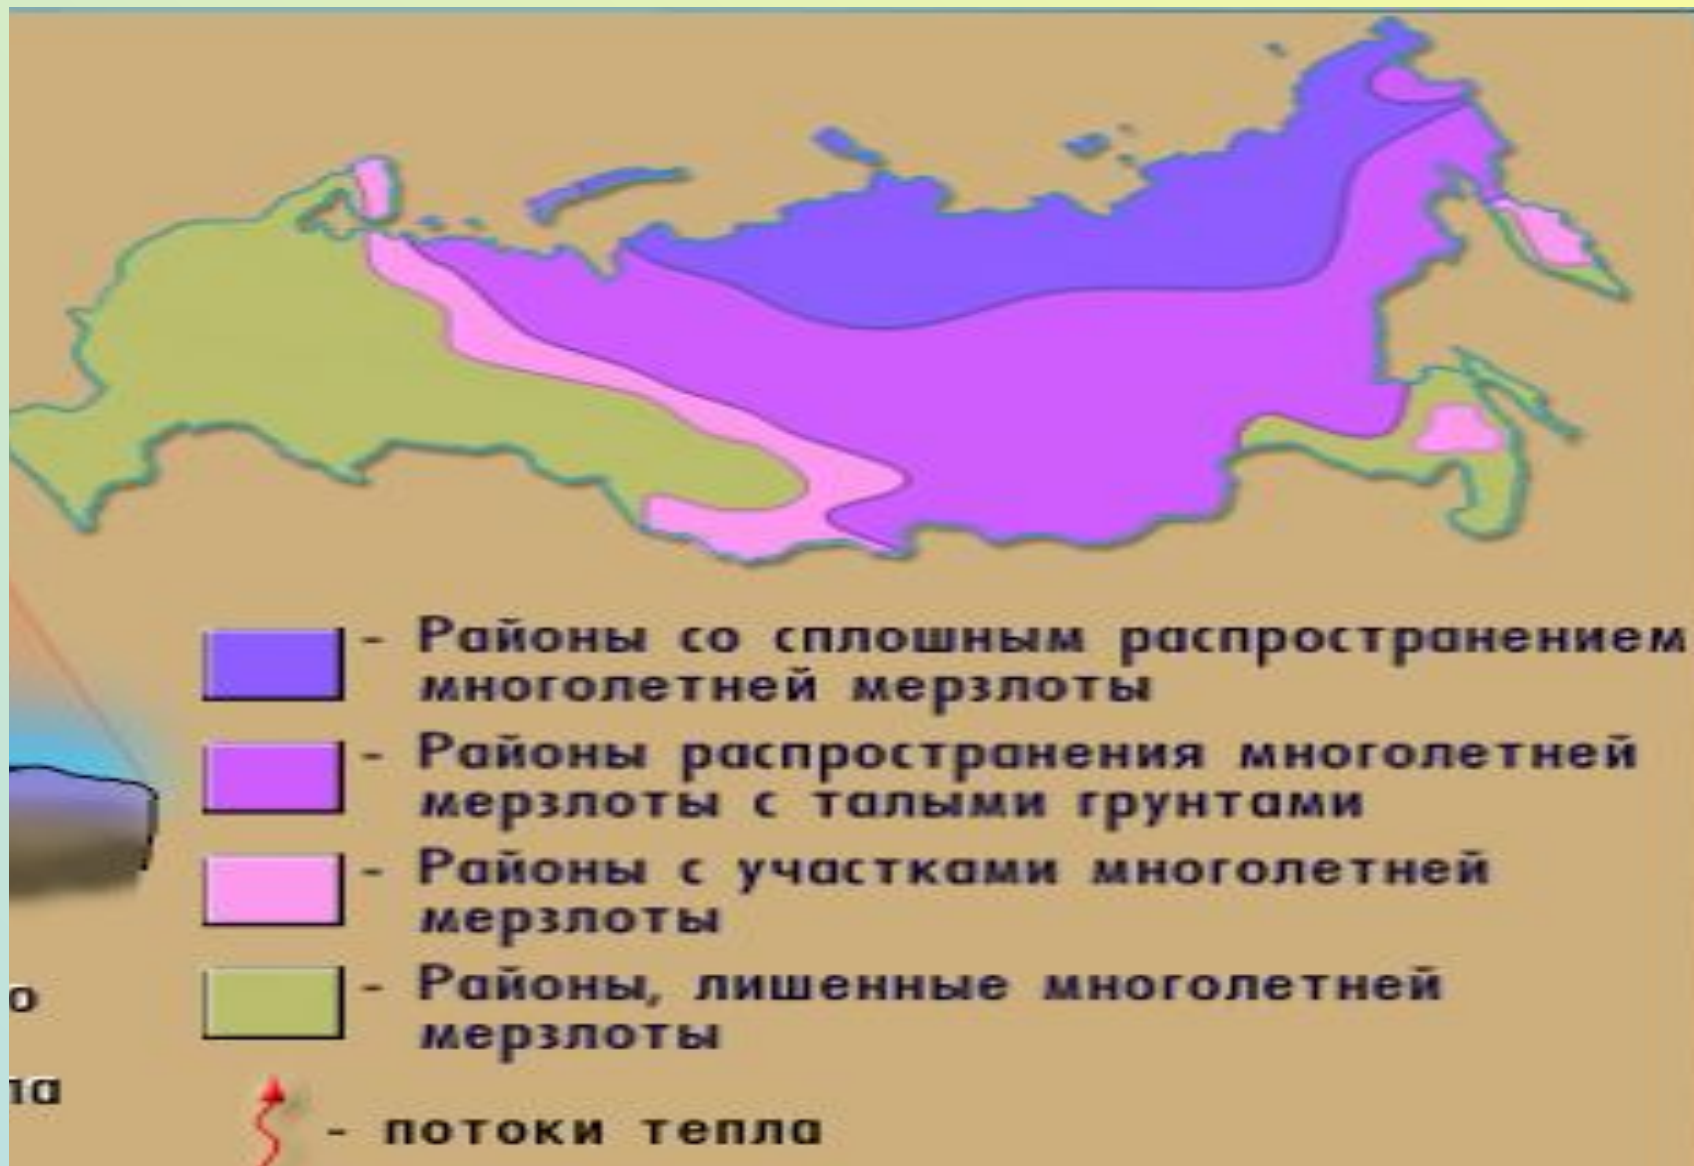 - Районы со сплошным распространением
многолетней мерзлоты
- Районы распространения многолетней
мерзлоты с талыми грунтами
- Районы с участками многолетней
мерзлоты
- Районы, лишенные многолетней
мерзлоты
о
ла
- потоки тепла